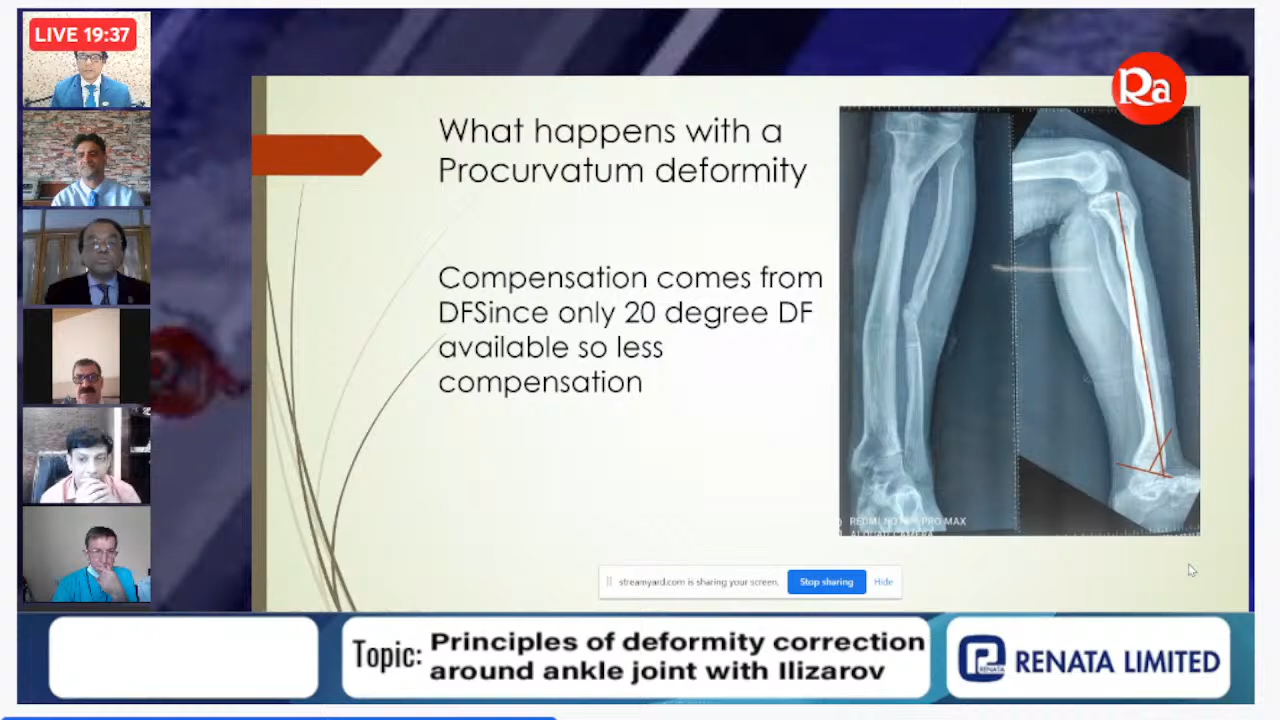 LIVE 19:37
Ra
What happens with a
Procurvatum deformity
Compensation comes from
DFSince only 20 degree DF
available so less
compensation
streamyard.com is sharing your screen.
Stop sharing
Hide
Topic: Principles of deformity correction
around ankle joint with Ilizarov
RENATA
RENATA LIMITED